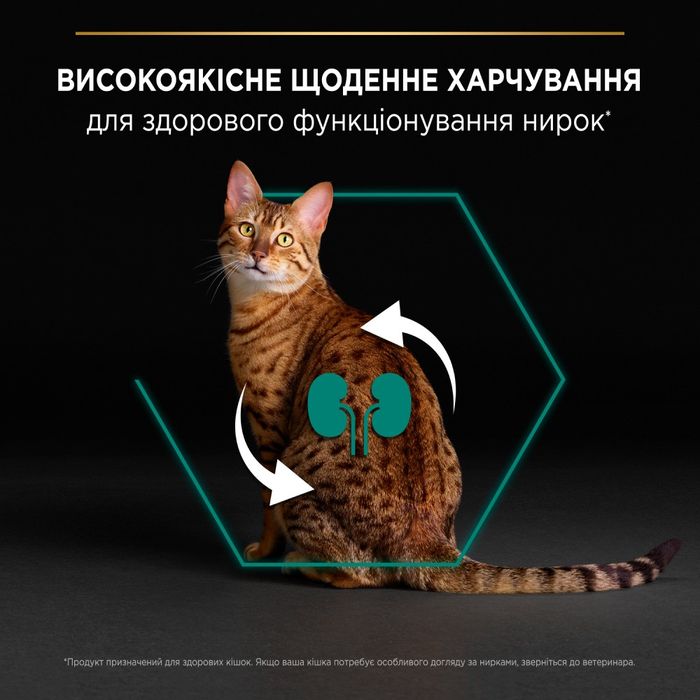 ВИСОКОЯКІСНЕ ЩОДЕННЕ ХАРЧУВАННЯ
для здорового функціонування нирок*
*Продукт призначений для здорових кішок. Якщо ваша кішка потребує особливого догляду за нирками, зверніться до ветеринара.